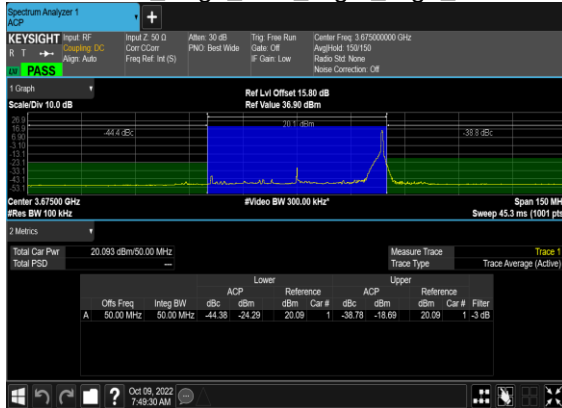 Spectrum Analyzer 1
ACP
+
KEYSIGHT Input: RF Input Z: 50 Ω Atten: 30 dB Trig: Free Run Center Freq: 3.675000000 GHz
R T Coupling: DC Corr CCorr PNO: Best Wide Gate: Off Avg|Hold: 150/150
Align: Auto Freq Ref: Int (S) IF Gain: Low Radio Std: None
PASS Noise Correction: Off
1 Graph Ref Lvl Offset 15.80 dB
Scale/Div 10.0 dB Ref Value 36.90 dBm
26.9
16.9
6.90
-3.10
-13.1
-23.1
-33.1
-43.1
-53.1
-44.4 dBc 20.1 dBm -38.8 dBc
Center 3.67500 GHz #Video BW 300.00 kHz* Span 150 MH
#Res BW 100 kHz Sweep 45.3 ms (1001 pts
2 Metrics
Total Car Pwr 20.093 dBm/50.00 MHz Measure Trace Trace 1
Total PSD --- Trace Type Trace Average (Active)
Lower Upper
ACP Reference ACP Reference
Offs Freq Integ BW dBc dBm dBm Car # dBc dBm dBm Car # Filter
A 50.00 MHz 50.00 MHz -44.38 -24.29 20.09 1 -38.78 -18.69 20.09 1 -3 dB
? Oct 09, 2022
7:49:30 AM